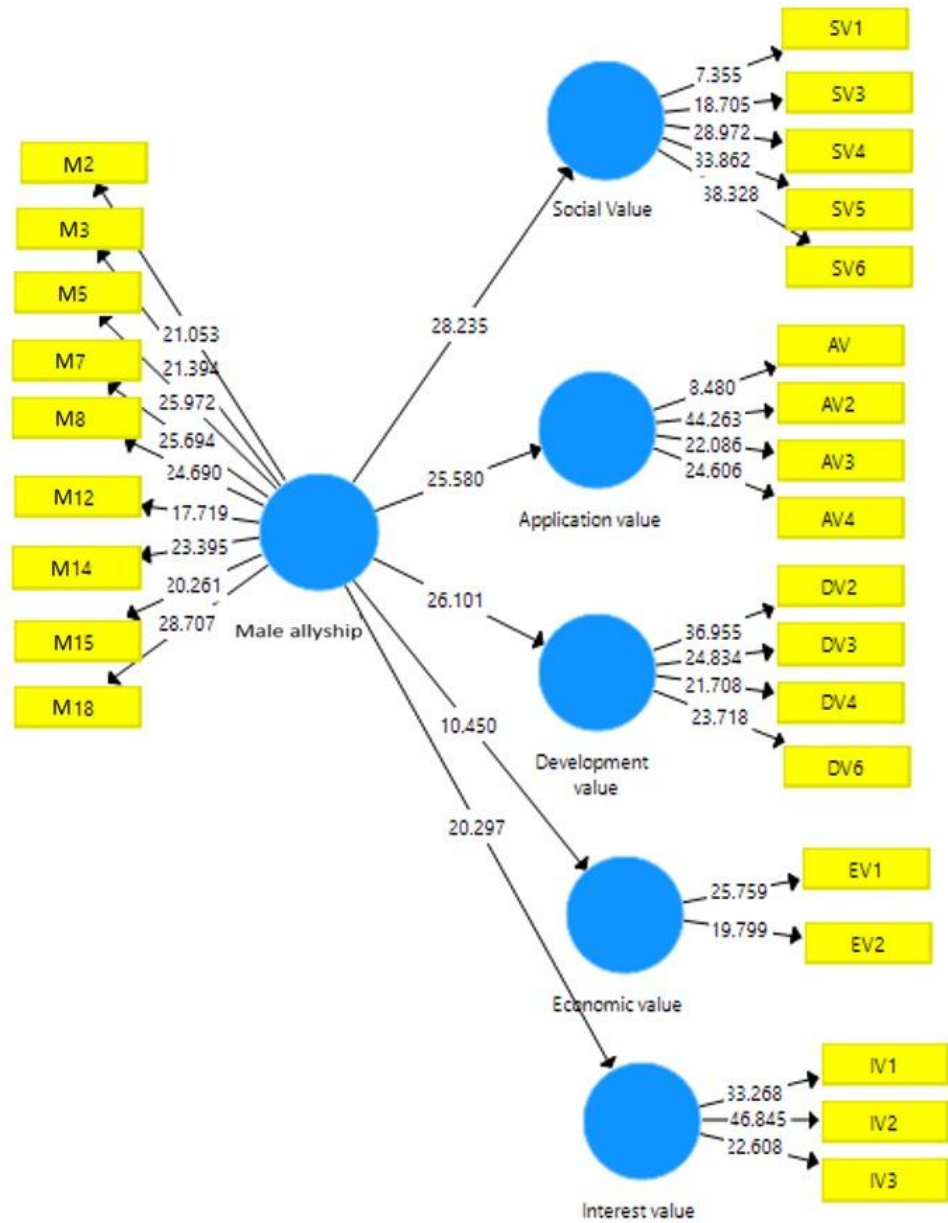 M2
M3
M5
M7
M8
M12
M14
M15
M18
21.053
21.394
25.972
25.694
24.690
17.719
23.395
20.261
28.707
Male allyship
28.235
25.580
26.101
10.450
20.297
Social Value
7.355
18.705
28.972
33.862
38.328
SV1
SV3
SV4
SV5
SV6
Application value
8.480
44.263
22.086
24.606
AV
AV2
AV3
AV4
Development
value
36.955
24.834
21.708
23.718
DV2
DV3
DV4
DV6
Economic value
25.759
19.799
EV1
EV2
Interest value
33.268
46.845
22.608
IV1
IV2
IV3